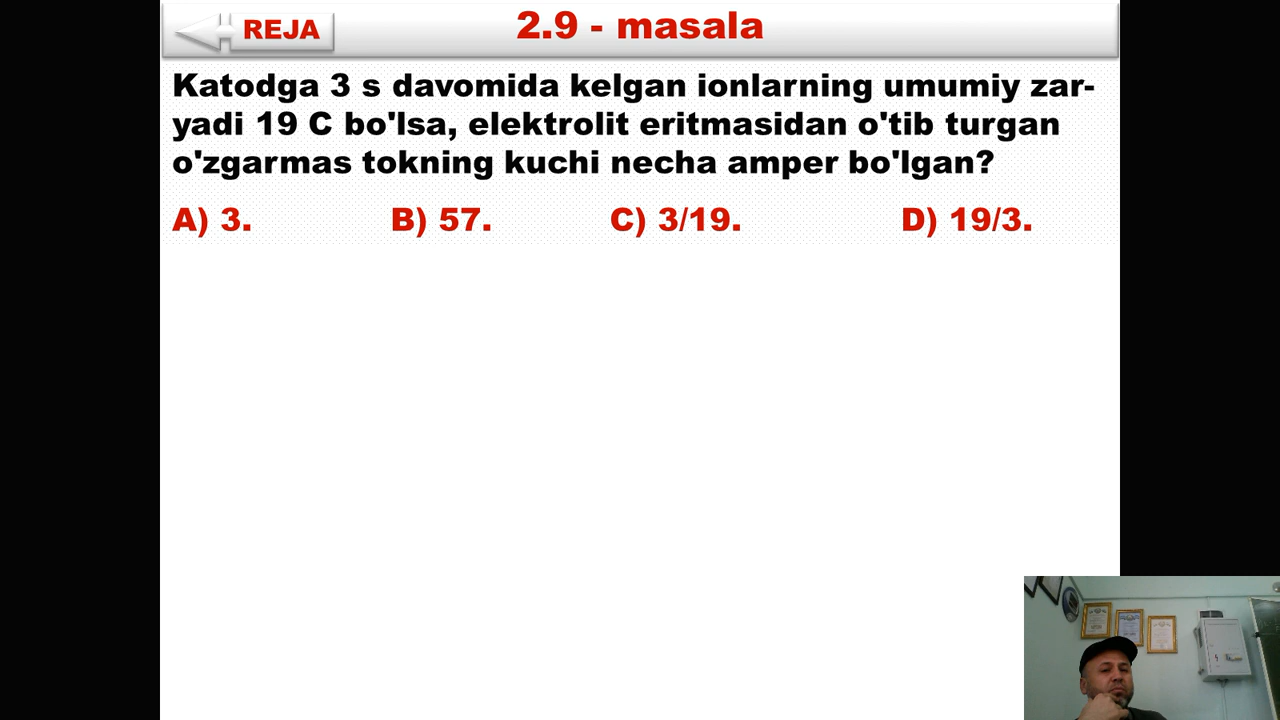 REJA
2.9 - masala
Katodga 3 s davomida kelgan ionlarning umumiy zar-
yadi 19 C bo'lsa, elektrolit eritmasidan o'tib turgan
o'zgarmas tokning kuchi necha amper bo'lgan?
A) 3. B) 57. C) 3/19. D) 19/3.